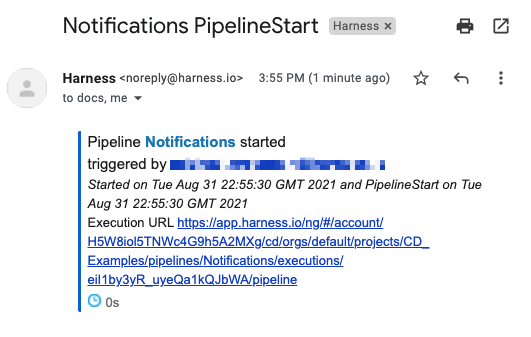 Notifications PipelineStart Harness ×
Harness <noreply@harness.io> 3:55 PM (1 minute ago)
to docs, me
Pipeline Notifications started
triggered by
Started on Tue Aug 31 22:55:30 GMT 2021 and PipelineStart on Tue
Aug 31 22:55:30 GMT 2021
Execution URL https://app.harness.io/ng/#/account/
H5W8iol5TNWc4G9h5A2MXg/cd/orgs/default/projects/CD_
Examples/pipelines/Notifications/executions/
eiI1by3yR_uyeQa1kQJbWA/pipeline
0s